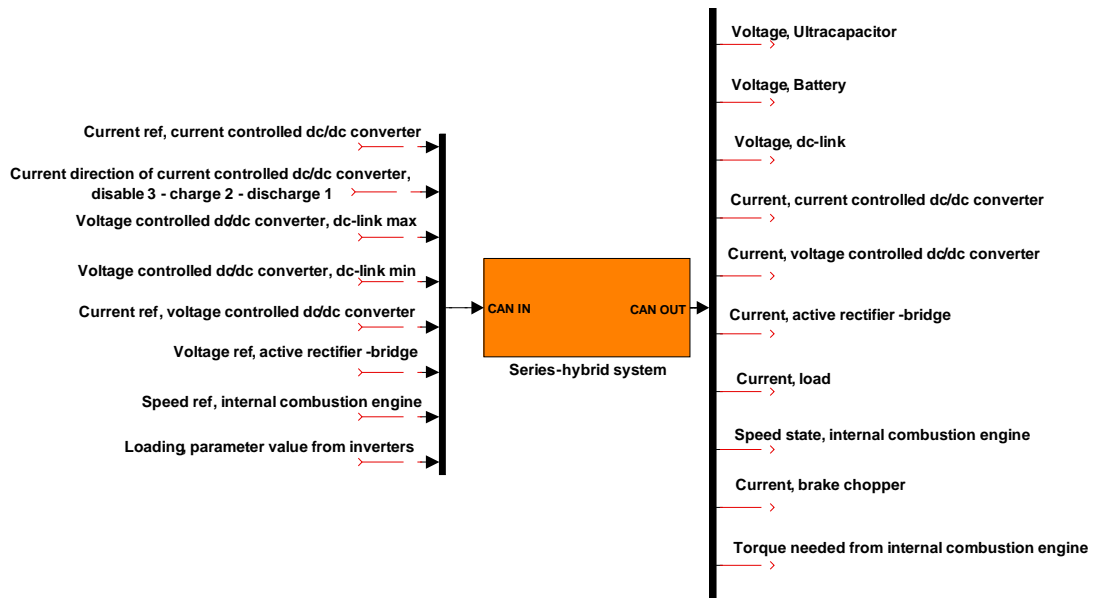 Current ref, current controlled dc/dc converter
Current direction of current controlled dc/dc converter,
disable 3 - charge 2 - discharge 1
Voltage controlled dc/dc converter, dc-link max
Voltage controlled dc/dc converter, dc-link min
Current ref, voltage controlled dc/dc converter
Voltage ref, active rectifier -bridge
Speed ref, internal combustion engine
Loading, parameter value from inverters
CAN IN
CAN OUT
Series-hybrid system
Voltage, Ultracapacitor
Voltage, Battery
Voltage, dc-link
Current, current controlled dc/dc converter
Current, voltage controlled dc/dc converter
Current, active rectifier -bridge
Current, load
Speed state, internal combustion engine
Current, brake chopper
Torque needed from internal combustion engine